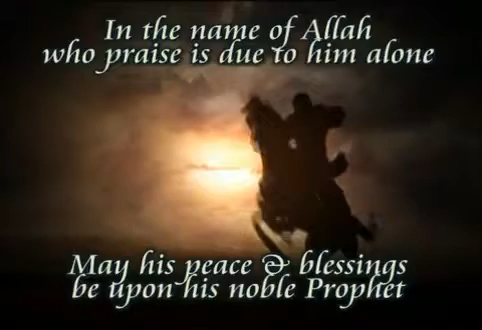 In the name of Allah
who praise is due to him alone
May his peace & blessings
be upon his noble Prophet